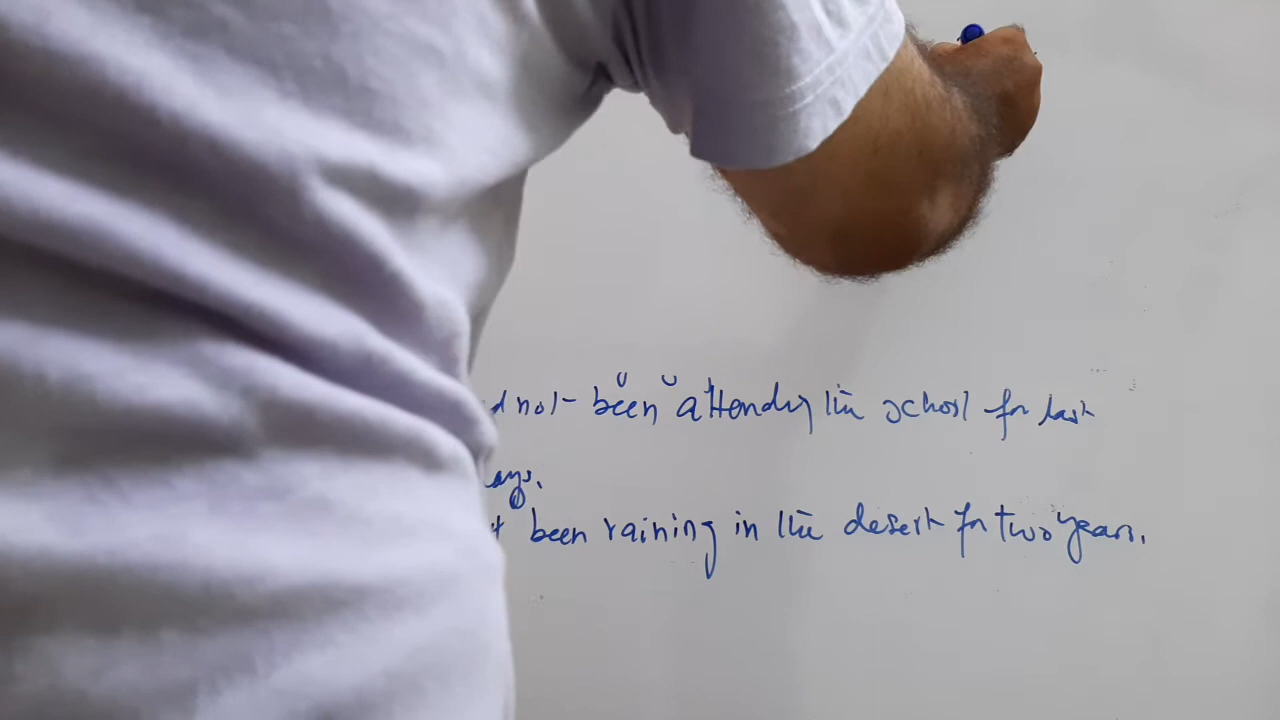 not been attending the school for last
ays.
been raining in the desert for two years.